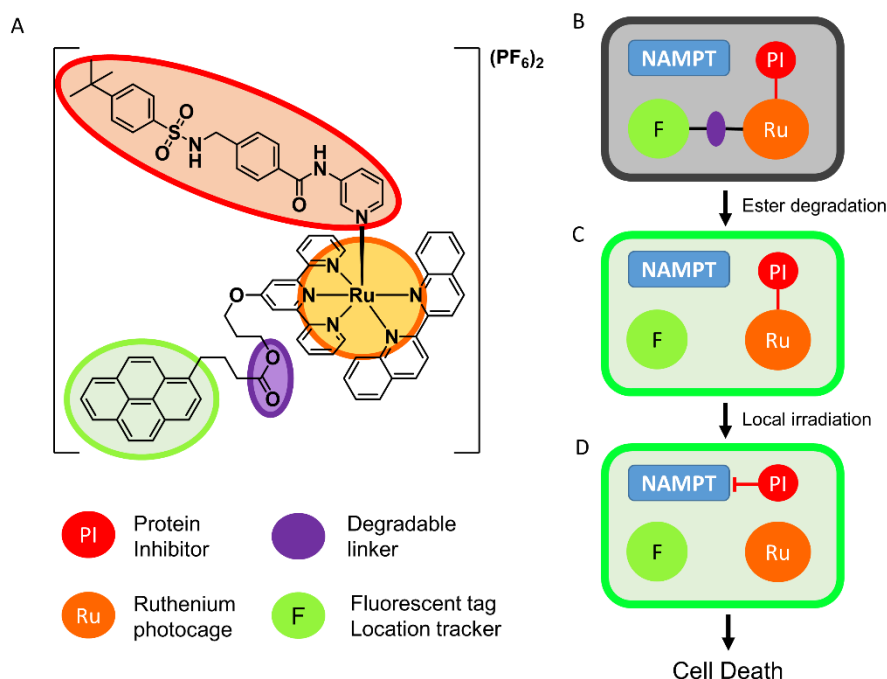 A
(PF6)2
O
S
O
N
H
O
H
N
N
N
N
Ru
N
N
N
O
O
O
PI
Protein
Inhibitor
Degradable
linker
Ru
Ruthenium
photocage
F
Fluorescent tag
Location tracker
B
NAMPT
PI
F
Ru
Ester degradation
C
NAMPT
PI
F
Ru
Local irradiation
D
NAMPT
PI
F
Ru
Cell Death